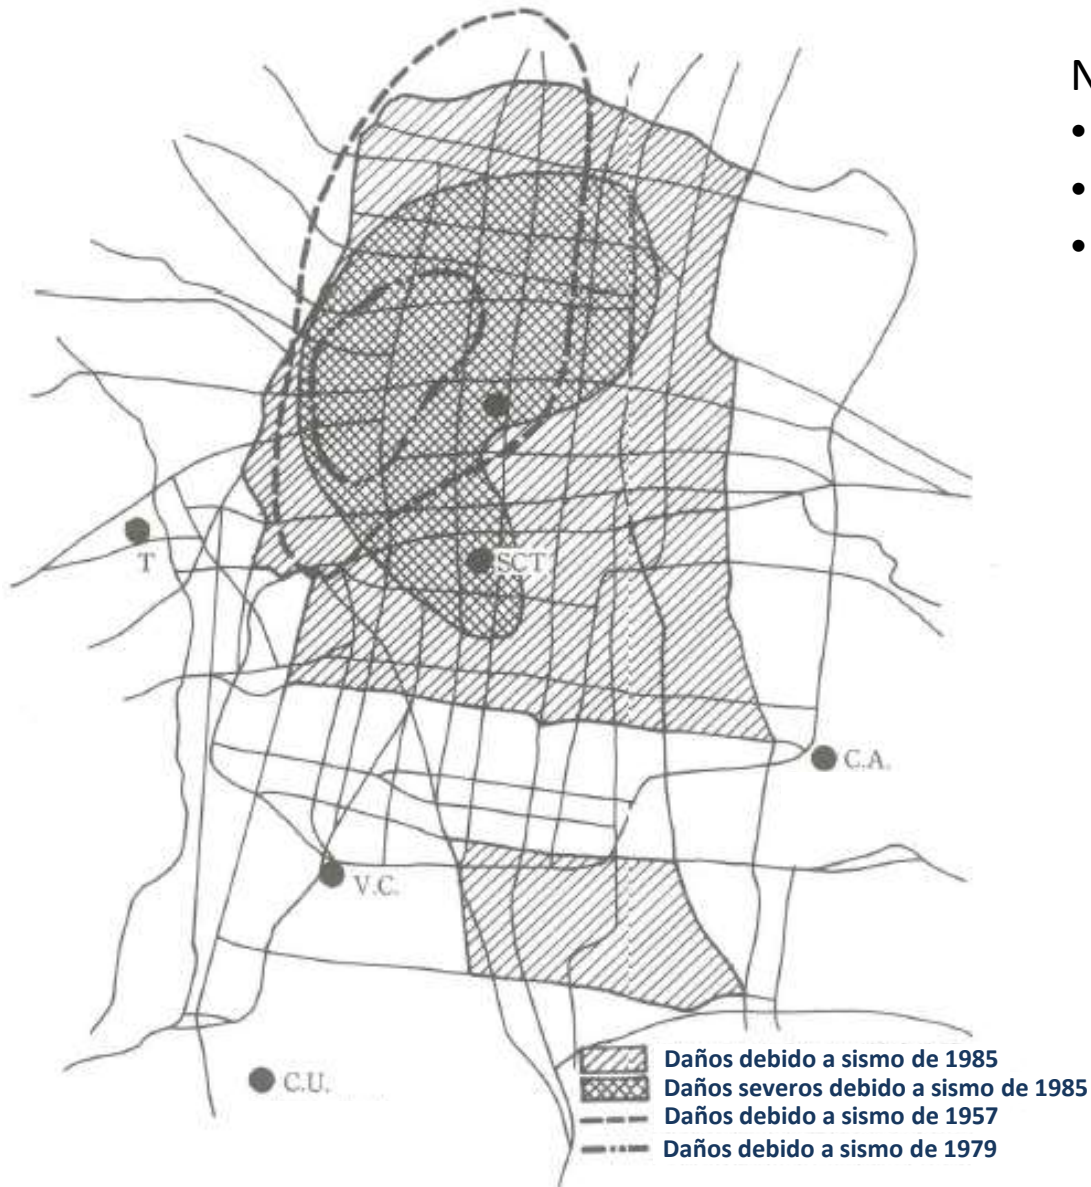 N
•
•
•
T
SCT
C.A.
V.C.
C.U.
Daños debido a sismo de 1985
Daños severos debido a sismo de 1985
Daños debido a sismo de 1957
Daños debido a sismo de 1979